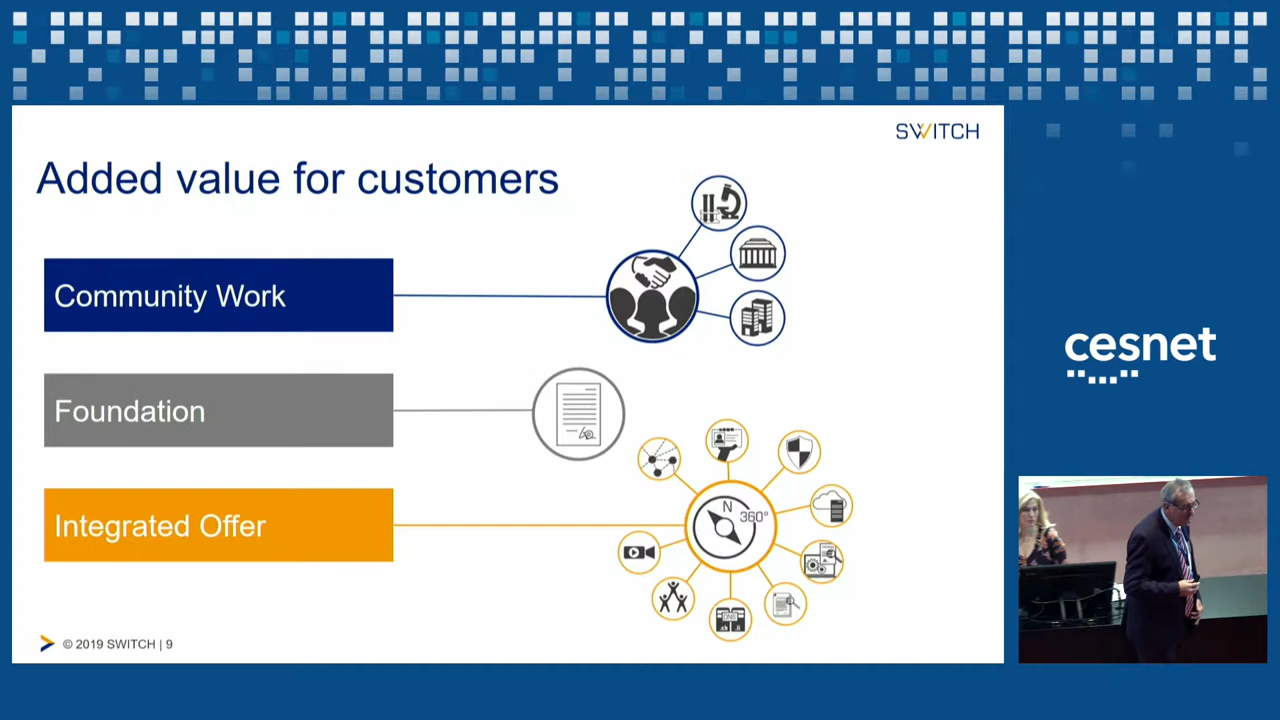 SWITCH
Added value for customers
Community Work
Foundation
Integrated Offer
N
360°
© 2019 SWITCH | 9
cesnet